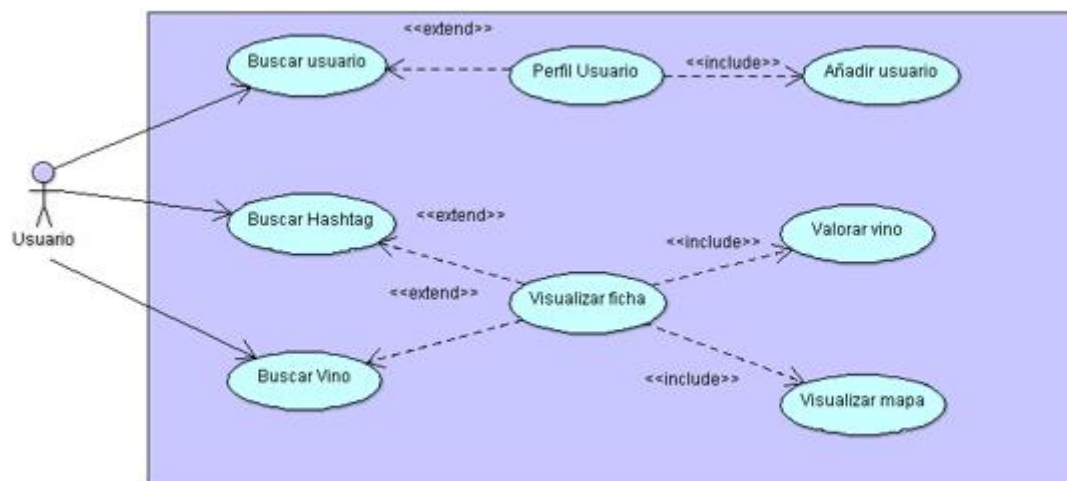 <<extend>>
Buscar usuario
Perfil Usuario
<<include>>
Añadir usuario
Usuario
Buscar Hashtag
<<extend>>
Valorar vino
<<include>>
<<extend>>
Visualizar ficha
Buscar Vino
<<include>>
Visualizar mapa